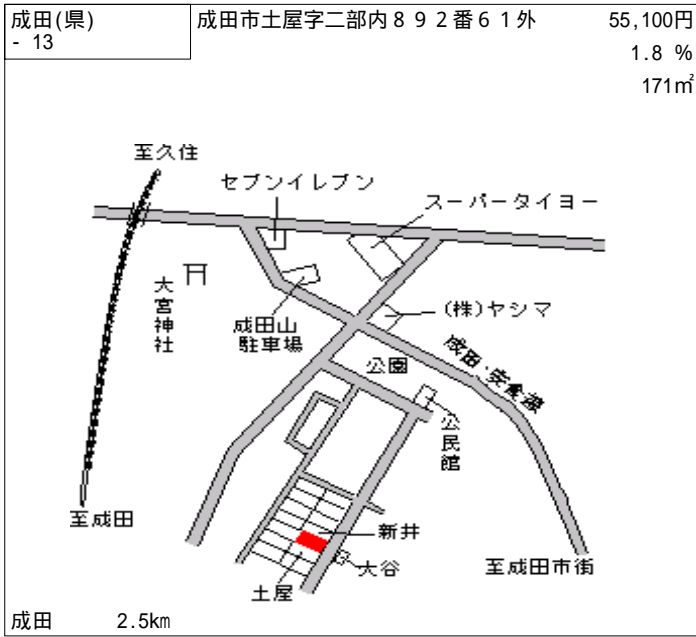 成田(県)
- 13
成田市土屋字二部内８９２番６１外
55,100円
1.8 %
171㎡
至久住
セブンイレブン
スーパータイヨー
大宮神社
成田山
駐車場
(株)ヤシマ
公園
成田・安食線
公民館
至成田
新井
大谷
土屋
至成田市街
成田 2.5km